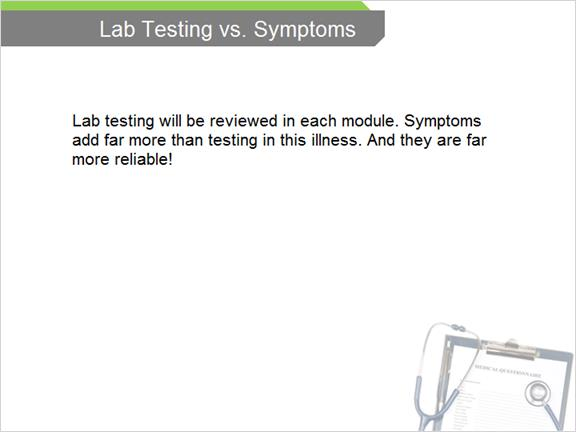 Lab Testing vs. Symptoms
Lab testing will be reviewed in each module. Symptoms
add far more than testing in this illness. And they are far
more reliable!
MEDICAL QUESTIONNAIRE